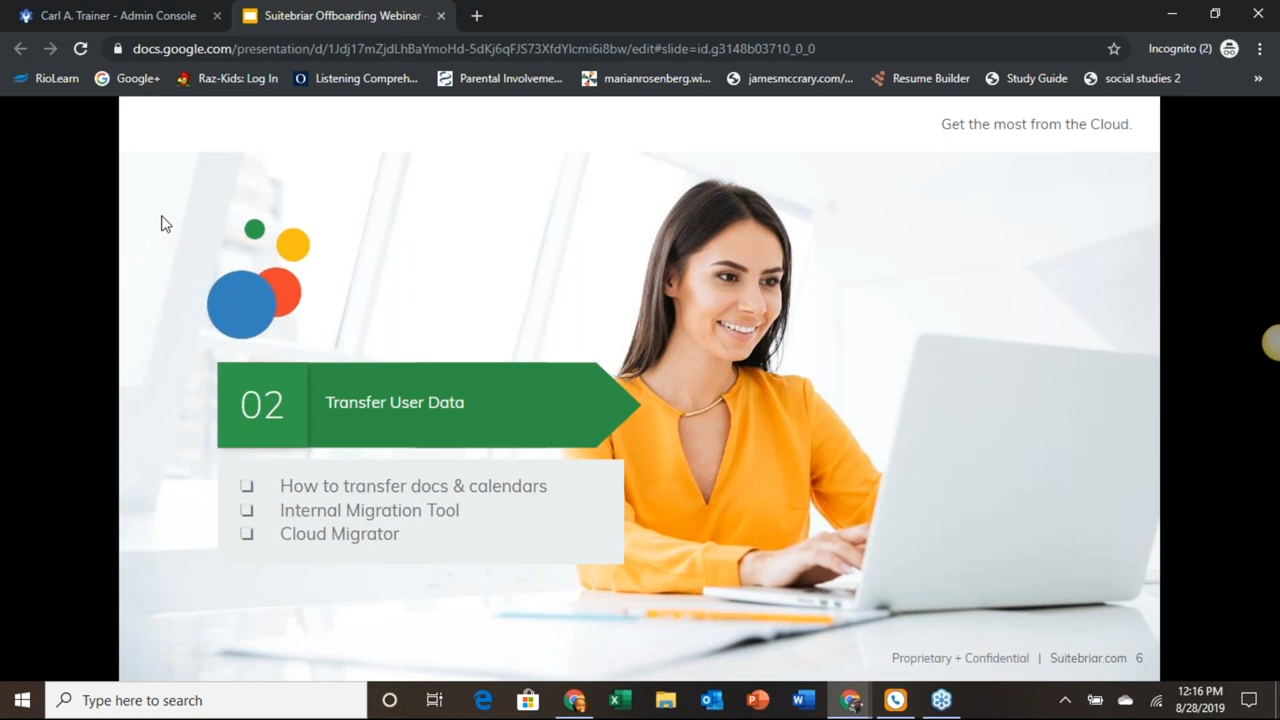 Carl A. Trainer - Admin Console
Suitebriar Offboarding Webinar -
docs.google.com/presentation/d/1Jdj17mZjdLhBaYmoHd-5dKj6qFJS73XfdYlcmi6i8bw/edit#slide=id.g3148b03710_0_0
Incognito (2)
RioLearn
Google+
Raz-Kids: Log In
Listening Compreh...
Parental Involveme...
marianrosenberg.wi...
jamesmccrary.com/...
Resume Builder
Study Guide
social studies 2
»
Get the most from the Cloud.
02 Transfer User Data
How to transfer docs & calendars
Internal Migration Tool
Cloud Migrator
Proprietary + Confidential | Suitebriar.com 6
Type here to search
12:16 PM
8/28/2019